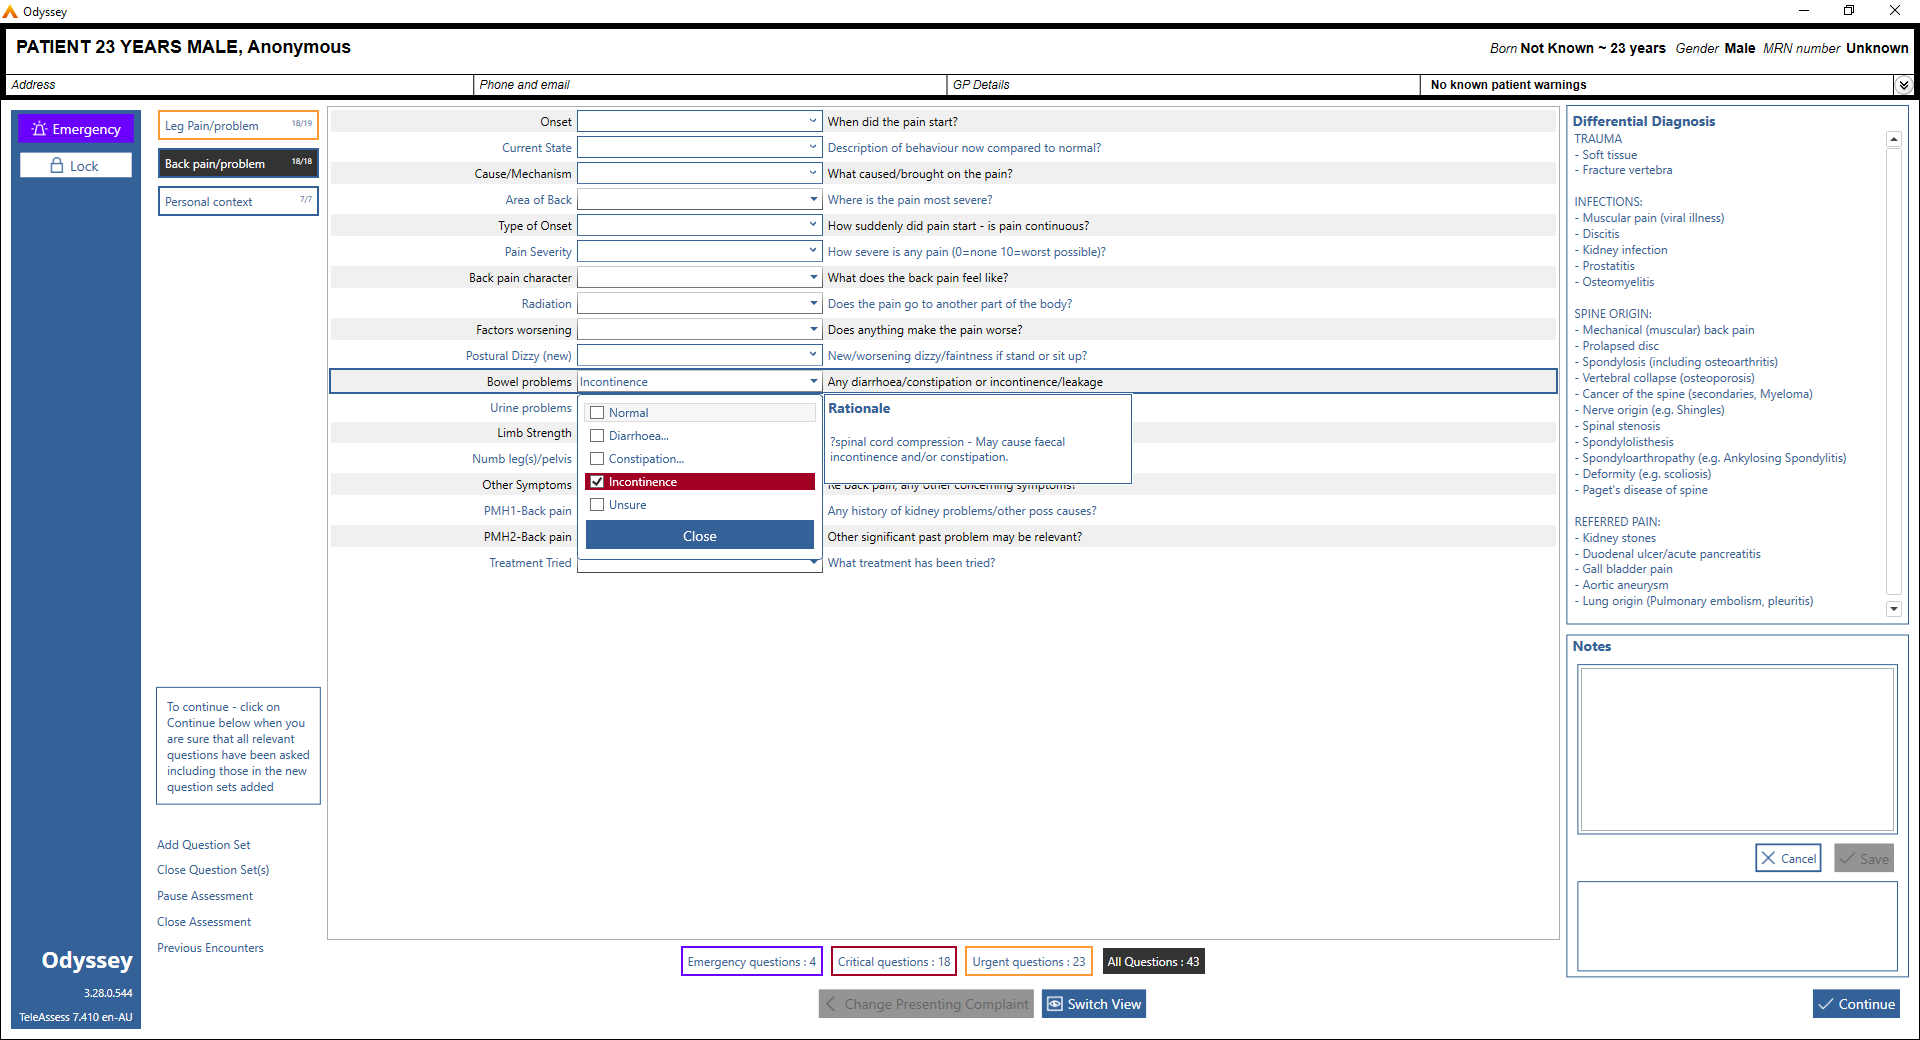 Odyssey
PATIENT 23 YEARS MALE, Anonymous
Born Not Known ~ 23 years Gender Male MRN number Unknown
Address
Phone and email
GP Details
No known patient warnings
Emergency
Lock
Leg Pain/problem 18/19
Back pain/problem 18/18
Personal context 7/7
Onset When did the pain start?
Current State Description of behaviour now compared to normal?
Cause/Mechanism What caused/brought on the pain?
Area of Back Where is the pain most severe?
Type of Onset How suddenly did pain start - is pain continuous?
Pain Severity How severe is any pain (0=none 10=worst possible)?
Back pain character What does the back pain feel like?
Radiation Does the pain go to another part of the body?
Factors worsening Does anything make the pain worse?
Postural Dizzy (new) New/worsening dizzy/faintness if stand or sit up?
Bowel problems Incontinence Any diarrhoea/constipation or incontinence/leakage
Urine problems
Limb Strength
Numb leg(s)/pelvis
Other Symptoms Re back pain, any other concerning symptoms?
PMH1-Back pain Any history of kidney problems/other poss causes?
PMH2-Back pain Other significant past problem may be relevant?
Treatment Tried What treatment has been tried?
Normal
Diarrhoea...
Constipation...
Incontinence
Unsure
Close
Rationale
?spinal cord compression - May cause faecal
incontinence and/or constipation.
Differential Diagnosis
TRAUMA
- Soft tissue
- Fracture vertebra
INFECTIONS:
- Muscular pain (viral illness)
- Discitis
- Kidney infection
- Prostatitis
- Osteomyelitis
SPINE ORIGIN:
- Mechanical (muscular) back pain
- Prolapsed disc
- Spondylosis (including osteoarthritis)
- Vertebral collapse (osteoporosis)
- Cancer of the spine (secondaries, Myeloma)
- Nerve origin (e.g. Shingles)
- Spinal stenosis
- Spondylolisthesis
- Spondyloarthropathy (e.g. Ankylosing Spondylitis)
- Deformity (e.g. scoliosis)
- Paget's disease of spine
REFERRED PAIN:
- Kidney stones
- Duodenal ulcer/acute pancreatitis
- Gall bladder pain
- Aortic aneurysm
- Lung origin (Pulmonary embolism, pleuritis)
Notes
Cancel
Save
To continue - click on
Continue below when you
are sure that all relevant
questions have been asked
including those in the new
question sets added
Add Question Set
Close Question Set(s)
Pause Assessment
Close Assessment
Previous Encounters
Odyssey
3.28.0.544
TeleAssess 7.410 en-AU
Emergency questions : 4
Critical questions : 18
Urgent questions : 23
All Questions : 43
Change Presenting Complaint
Switch View
Continue